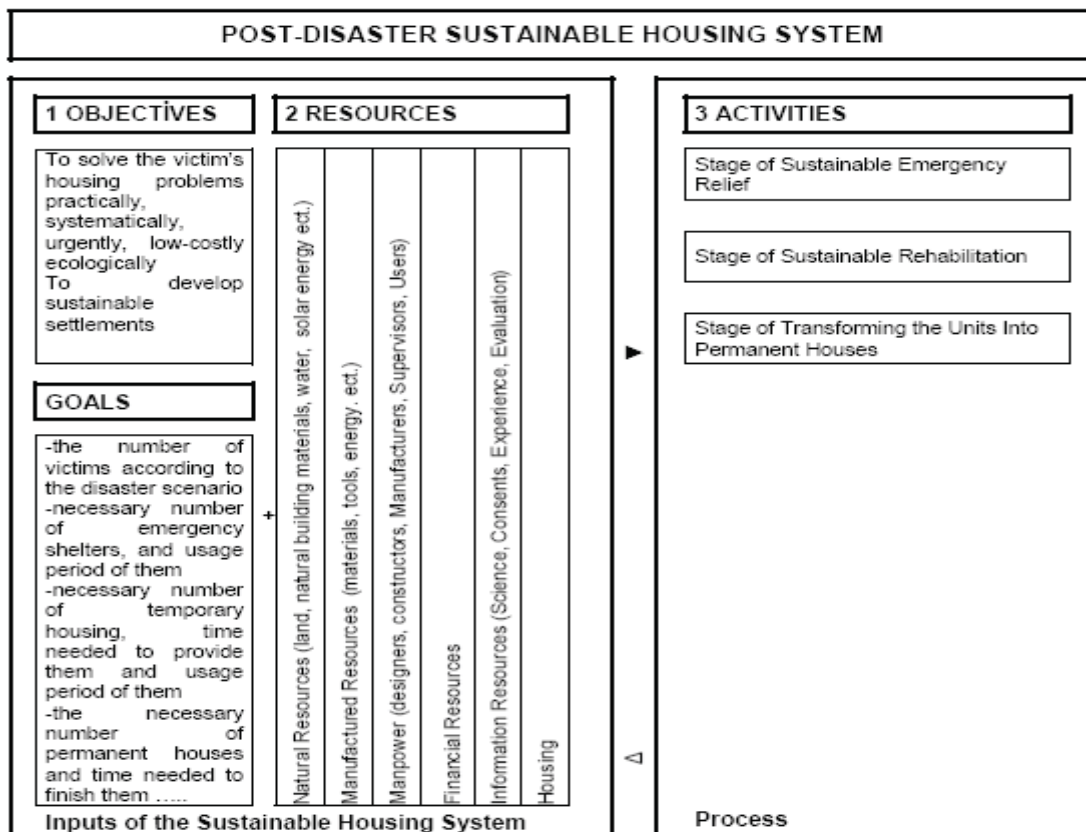 POST-DISASTER SUSTAINABLE HOUSING SYSTEM
1 OBJECTİVES
To solve the victim's
housing problems
practically,
systematically,
urgently, low-costly
ecologically
To develop
sustainable
settlements
GOALS
-the number of
victims according to
the disaster scenario
-necessary number
of emergency
shelters, and usage
period of them
-necessary number
of temporary
housing, time
needed to provide
them and usage
period of them
-the necessary
number of
permanent houses
and time needed to
finish them .....
+
2 RESOURCES
Natural Resources (land, natural building materials, water, solar energy ect.)
Manufactured Resources (materials, tools, energy. ect.)
Manpower (designers, constructors, Manufacturers, Supervisors, Users)
Financial Resources
Information Resources (Science, Consents, Experience, Evaluation)
Housing
Inputs of the Sustainable Housing System
3 ACTIVITIES
Stage of Sustainable Emergency
Relief
Stage of Sustainable Rehabilitation
Stage of Transforming the Units Into
Permanent Houses
Process